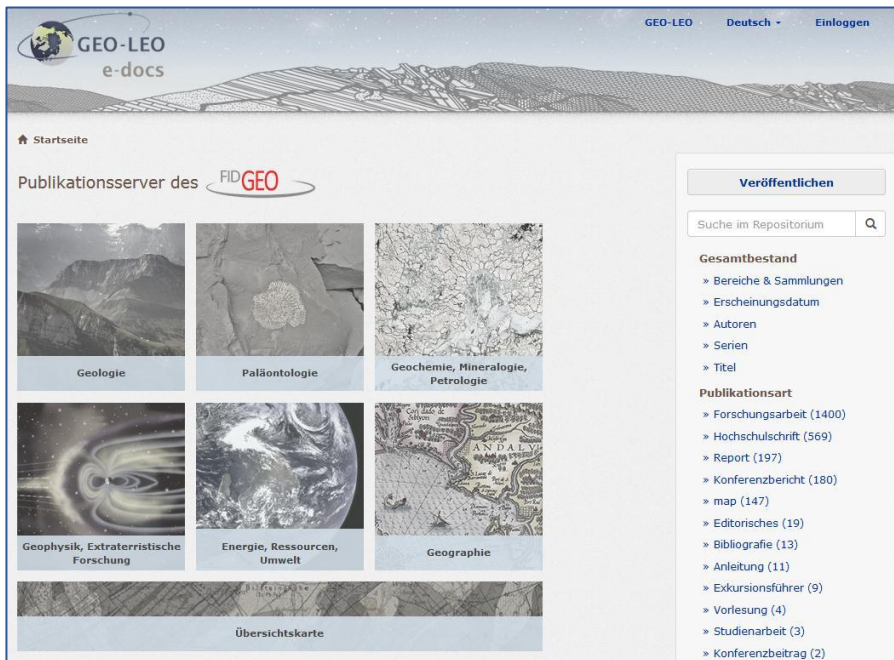 GEO-LEO
e-docs
GEO-LEO Deutsch Einloggen
Startseite
Publikationsserver des FID GEO
Geologie
Paläontologie
Geochemie, Mineralogie,
Petrologie
Geophysik, Extraterristische
Forschung
Energie, Ressourcen,
Umwelt
ANDALV
Geographie
Übersichtskarte
Veröffentlichen
Suche im Repositorium
Gesamtbestand
» Bereiche & Sammlungen
» Erscheinungsdatum
» Autoren
» Serien
» Titel
Publikationsart
» Forschungsarbeit (1400)
» Hochschulschrift (569)
» Report (197)
» Konferenzbericht (180)
» map (147)
» Editorisches (19)
» Bibliografie (13)
» Anleitung (11)
» Exkursionsführer (9)
» Vorlesung (4)
» Studienarbeit (3)
» Konferenzbeitrag (2)